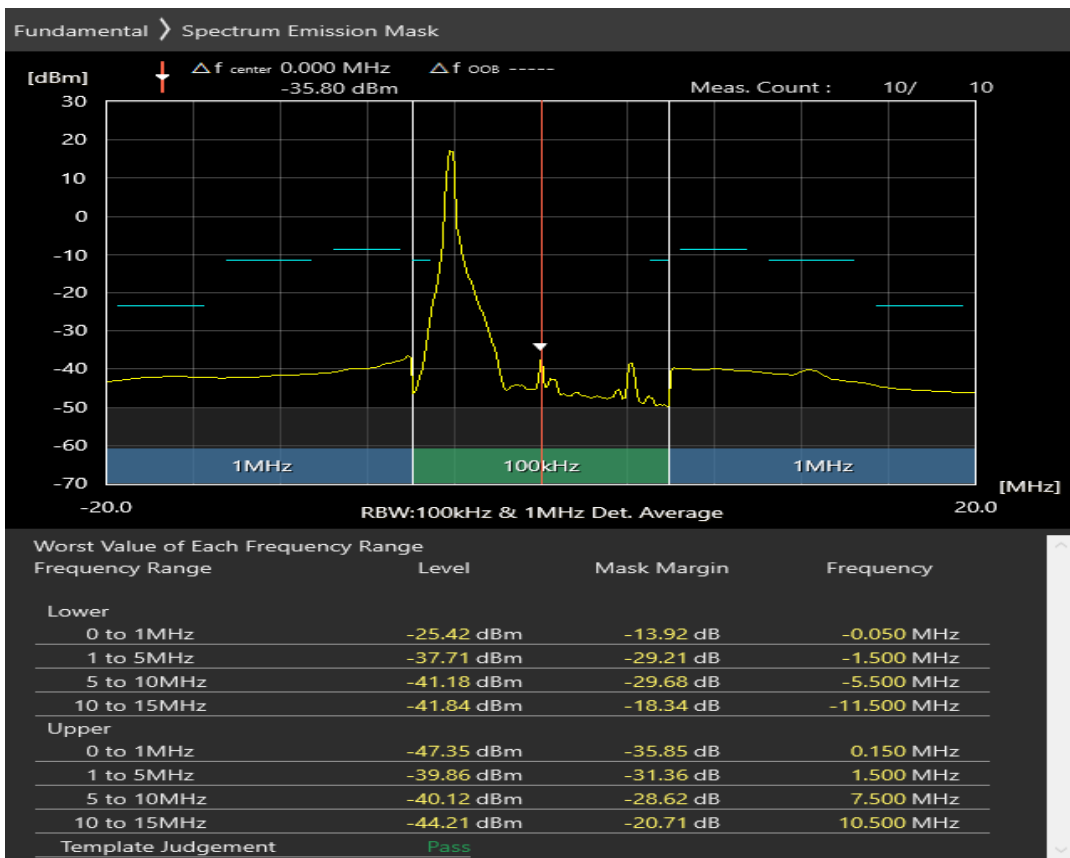 Fundamental 〉 Spectrum Emission Mask
△f center 0.000 MHz △f OOB -----
[dBm]
-35.80 dBm Meas. Count : 10/ 10
30
20
10
0
-10
-20
-30
-40
-50
-60
1MHz 100kHz 1MHz
-70
[MHz]
-20.0 20.0
RBW:100kHz & 1MHz Det. Average
Worst Value of Each Frequency Range
Frequency Range Level Mask Margin Frequency
Lower
0 to 1MHz -25.42 dBm -13.92 dB -0.050 MHz
1 to 5MHz -37.71 dBm -29.21 dB -1.500 MHz
5 to 10MHz -41.18 dBm -29.68 dB -5.500 MHz
10 to 15MHz -41.84 dBm -18.34 dB -11.500 MHz
Upper
0 to 1MHz -47.35 dBm -35.85 dB 0.150 MHz
1 to 5MHz -39.86 dBm -31.36 dB 1.500 MHz
5 to 10MHz -40.12 dBm -28.62 dB 7.500 MHz
10 to 15MHz -44.21 dBm -20.71 dB 10.500 MHz
Template Judgement Pass